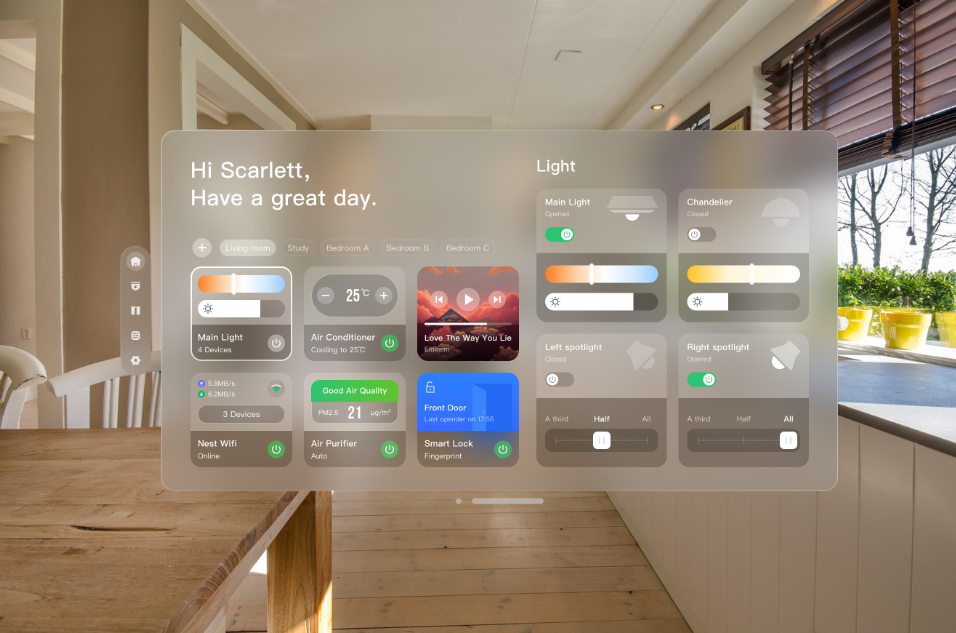 Hi Scarlett,
Have a great day.
Living room
Study
Bedroom A
Bedroom B
Bedroom C
Main Light
4 Devices
25℃
Air Conditioner
Cooling to 25℃
Love The Way You Lie
Eminem
5.8MB/s
6.2MB/s
3 Devices
Nest Wifi
Online
Good Air Quality
PM2.5 21 μg/m³
Air Purifier
Auto
Front Door
Last opender on 17:56
Smart Lock
Fingerprint
Light
Main Light
Opened
Chandelier
Closed
Left spotlight
Closed
A third Half All
Right spotlight
Opened
A third Half All